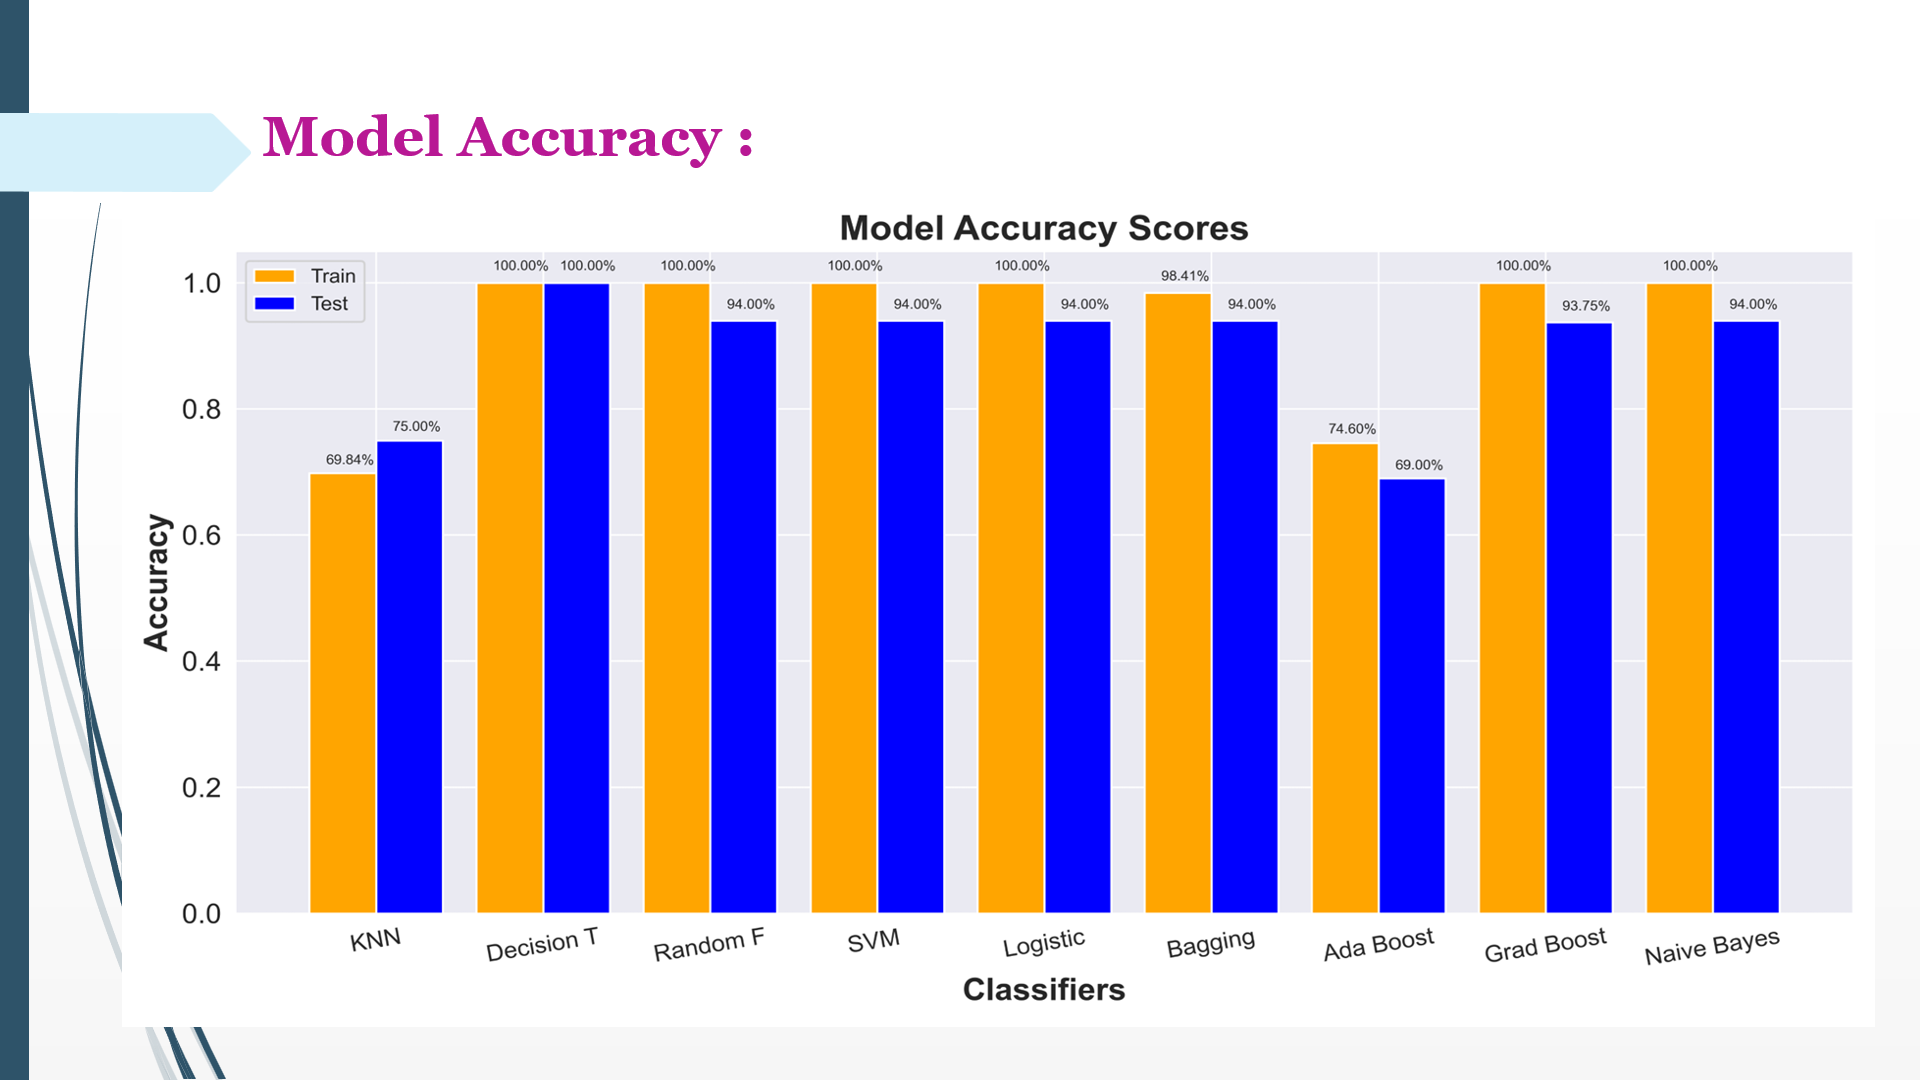 Model Accuracy :
Model Accuracy Scores
Train
Test
1.0
0.8
0.6
0.4
0.2
0.0
Accuracy
69.84%
75.00%
100.00%
100.00%
100.00%
94.00%
100.00%
94.00%
100.00%
94.00%
98.41%
94.00%
74.60%
69.00%
100.00%
93.75%
100.00%
94.00%
KNN
Decision T
Random F
SVM
Logistic
Bagging
Ada Boost
Grad Boost
Naive Bayes
Classifiers